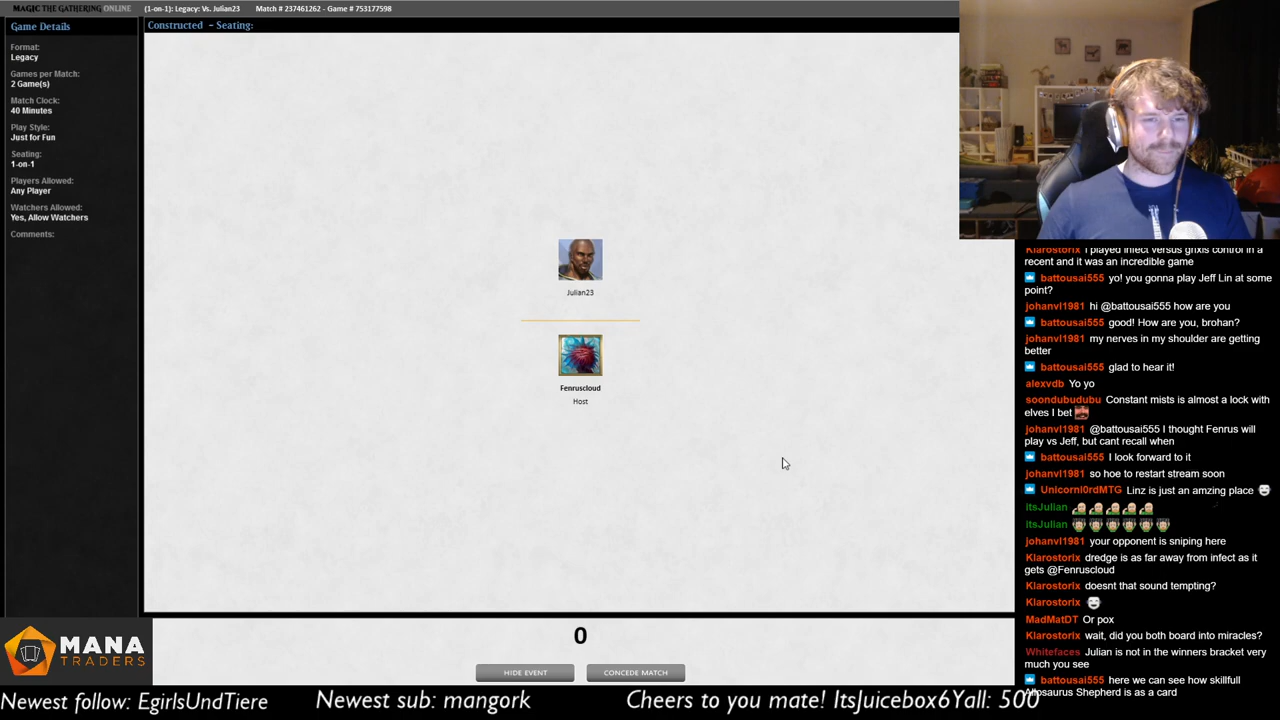 MAGIC THE GATHERING ONLINE (1-on-1): Legacy: Vs. Julian23 Match # 237461262 - Game # 753177598
Game Details
Constructed - Seating:
Format:
Legacy
Games per Match:
2 Game(s)
Match Clock:
40 Minutes
Play Style:
Just for Fun
Seating:
1-on-1
Players Allowed:
Any Player
Watchers Allowed:
Yes, Allow Watchers
Comments:
Julian23
Fenruscloud
Host
0
HIDE EVENT
CONCEDE MATCH
Klarostorix I played infect versus grixis control in a
recent and it was an incredible game
battousai555 yo! you gonna play Jeff Lin at some
point?
johanvl1981 hi @battousai555 how are you
battousai555 good! How are you, brohan?
johanvl1981 my nerves in my shoulder are getting
better
battousai555 glad to hear it!
alexvdb Yo yo
soondubudubu Constant mists is almost a lock with
elves I bet
johanvl1981 @battousai555 I thought Fenrus will
play vs Jeff, but cant recall when
battousai555 I look forward to it
johanvl1981 so hoe to restart stream soon
Unicorni0rdMTG Linz is just an amzing place
itsJulian
itsJulian
johanvl1981 your opponent is sniping here
Klarostorix dredge is as far away from infect as it
gets @Fenruscloud
Klarostorix doesnt that sound tempting?
Klarostorix
MadMatDT Or pox
Klarostorix wait, did you both board into miracles?
Whitefaces Julian is not in the winners bracket very
much you see
battousai555 here we can see how skillfull
Allosaurus Shepherd is as a card
MANA
TRADERS
Newest follow: EgirlsUndTiere Newest sub: mangork Cheers to you mate! ItsJuicebox6Yall: 500